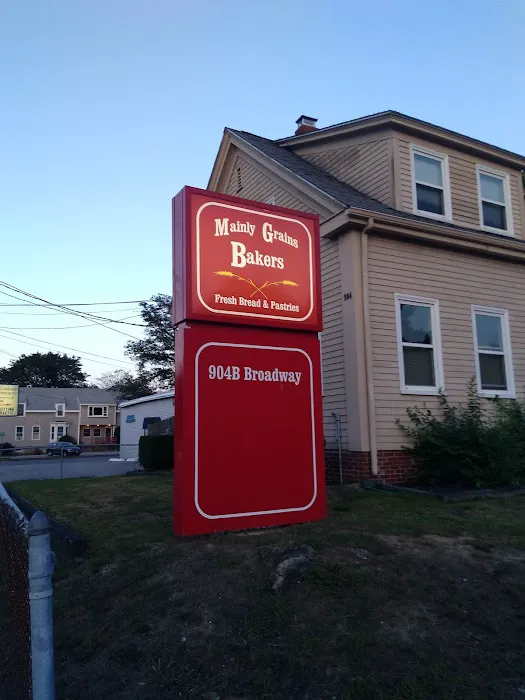 Mainly Grains
Bakers
Fresh Bread & Pastries
904B Broadway